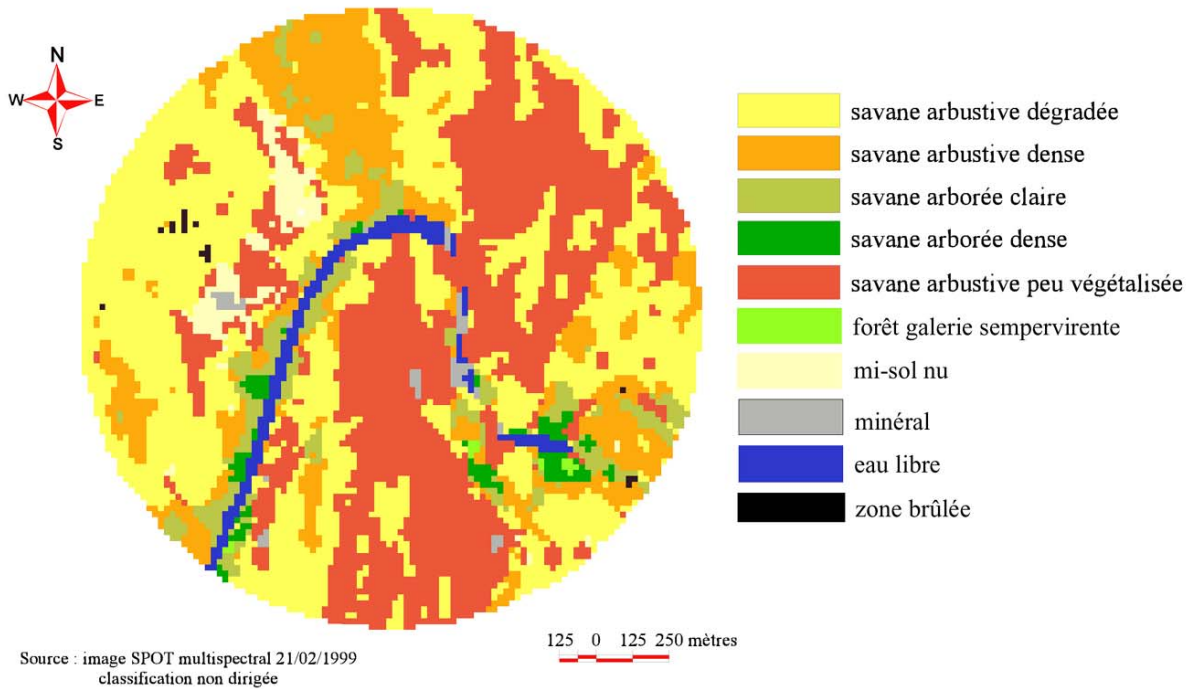 N
W E
S
savane arbustive dégradée
savane arbustive dense
savane arborée claire
savane arborée dense
savane arbustive peu végétalisée
forêt galerie sempervirente
mi-sol nu
minéral
eau libre
zone brûlée
125 0 125 250 mètres
Source : image SPOT multispectral 21/02/1999
classification non dirigée